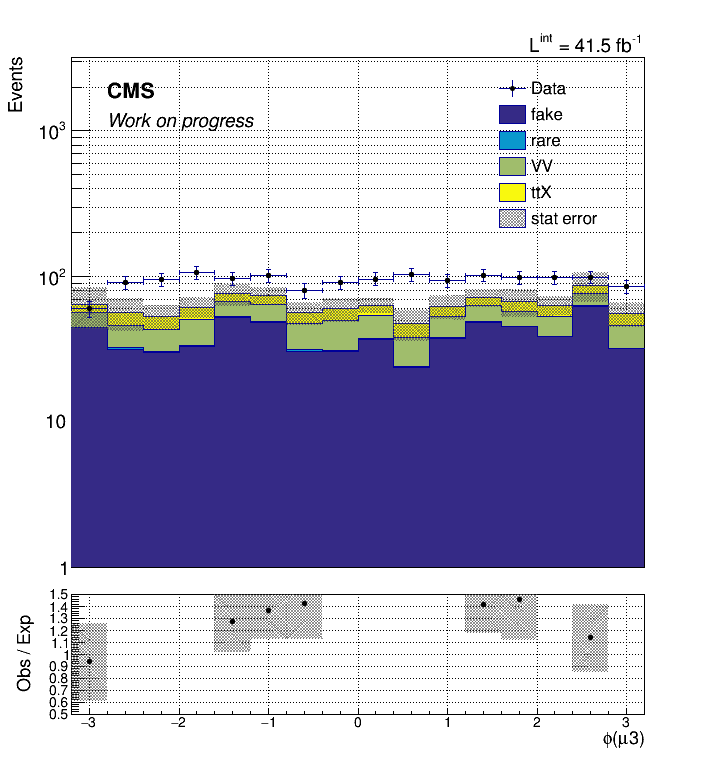 L^int = 41.5 fb^-1
Events
CMS
Work on progress
Data
fake
rare
VV
ttX
stat error
10^3
10^2
10
1
Obs / Exp
1.5
1.4
1.3
1.2
1.1
1
0.9
0.8
0.7
0.6
0.5
−3 −2 −1 0 1 2 3
ϕ(μ3)